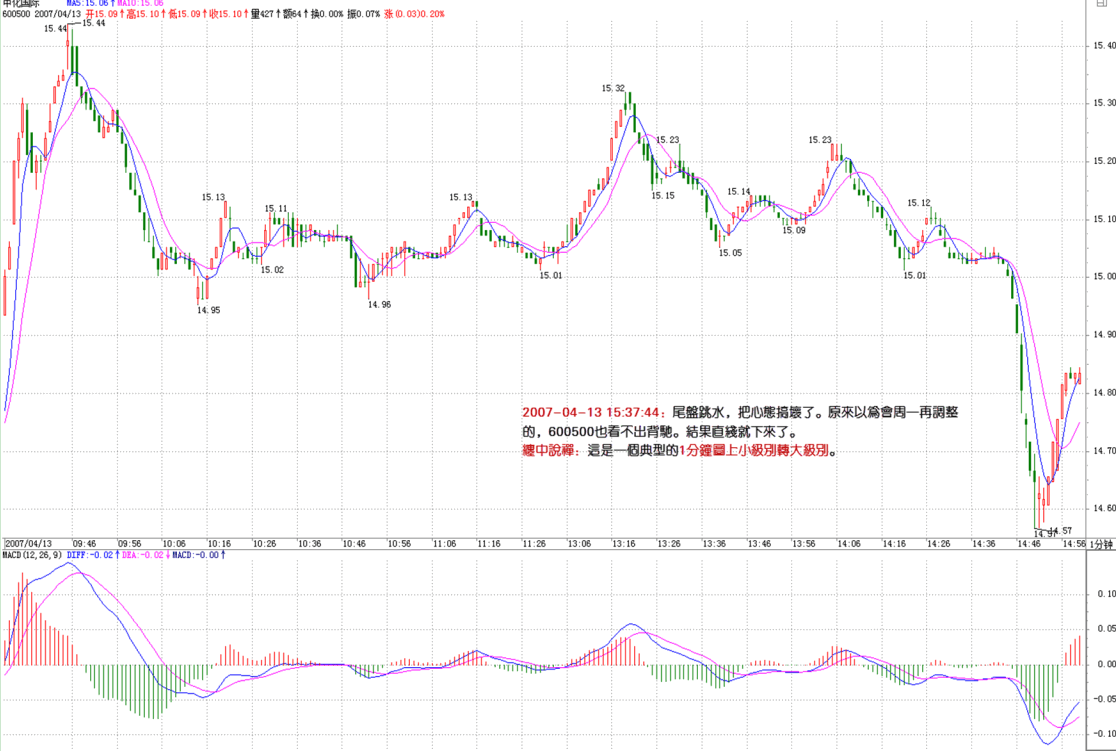 中化国际 MA5:15.06↑MA10:15.06
600500 2007/04/13 开15.09↑高15.10↑低15.09↑收15.10↑量427↑额64↑换0.00% 振0.07% 涨(0.03)0.20%
15.44 15.44
15.40
15.32
15.30
15.23 15.23
15.20
15.13 15.11 15.13 15.15 15.14 15.12
15.10
15.02 15.01 15.05 15.09 15.01
15.00
14.95 14.96
14.90
14.80
2007-04-13 15:37:44：尾盤跳水，把心態搞壞了。原來以爲會周一再調整
的，600500也看不出背馳。結果直綫就下來了。
纏中說禪：這是一個典型的1分鐘圖上小級別轉大級別。
14.70
14.60
14.57
2007/04/13 09:46 09:56 10:06 10:16 10:26 10:36 10:46 10:56 11:06 11:16 11:26 13:06 13:16 13:26 13:36 13:46 13:56 14:06 14:16 14:26 14:36 14:46 14:56 1分钟
MACD(12,26,9) DIFF:-0.02↑DEA:-0.02↓MACD:-0.00↑
0.10
0.05
0.00
-0.05
-0.10